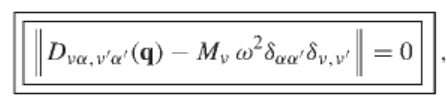 ‖D_{να,ν′α′}(𝐪) − M_ν ω² δ_{αα′} δ_{ν,ν′}‖ = 0 ,